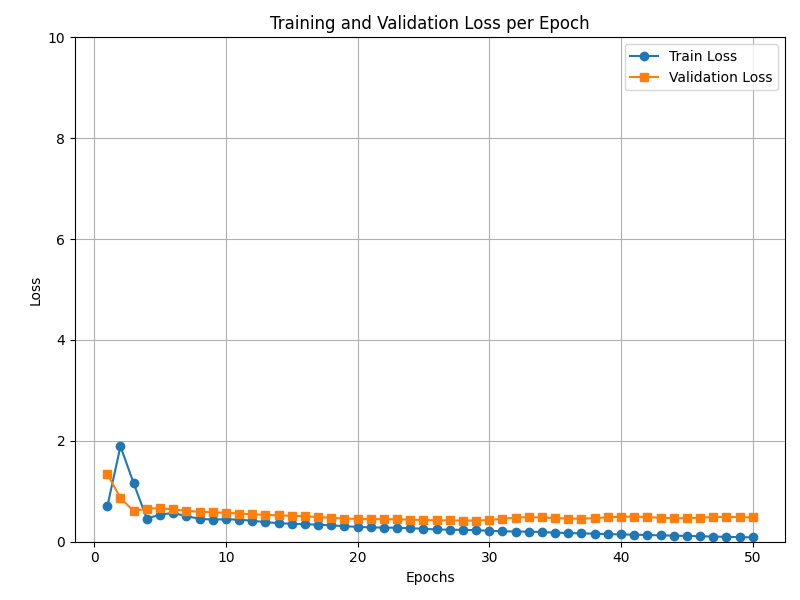 Training and Validation Loss per Epoch
Train Loss
Validation Loss
10
8
6
4
2
0
Loss
0 10 20 30 40 50
Epochs